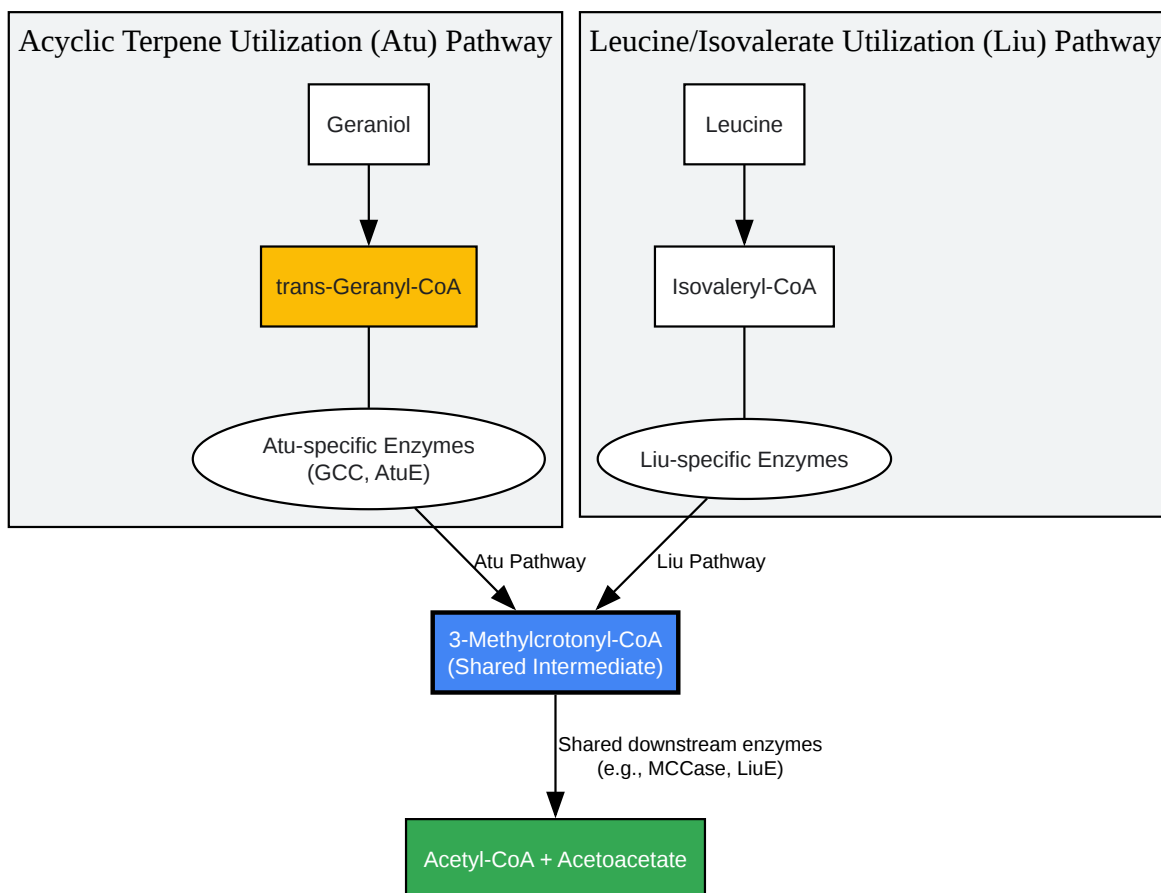 Acyclic Terpene Utilization (Atu) Pathway
Leucine/Isovalerate Utilization (Liu) Pathway
Geraniol
Leucine
trans-Geranyl-CoA
Isovaleryl-CoA
Atu-specific Enzymes
(GCC, AtuE)
Liu-specific Enzymes
Atu Pathway
Liu Pathway
3-Methylcrotonyl-CoA
(Shared Intermediate)
Shared downstream enzymes
(e.g., MCCase, LiuE)
Acetyl-CoA + Acetoacetate